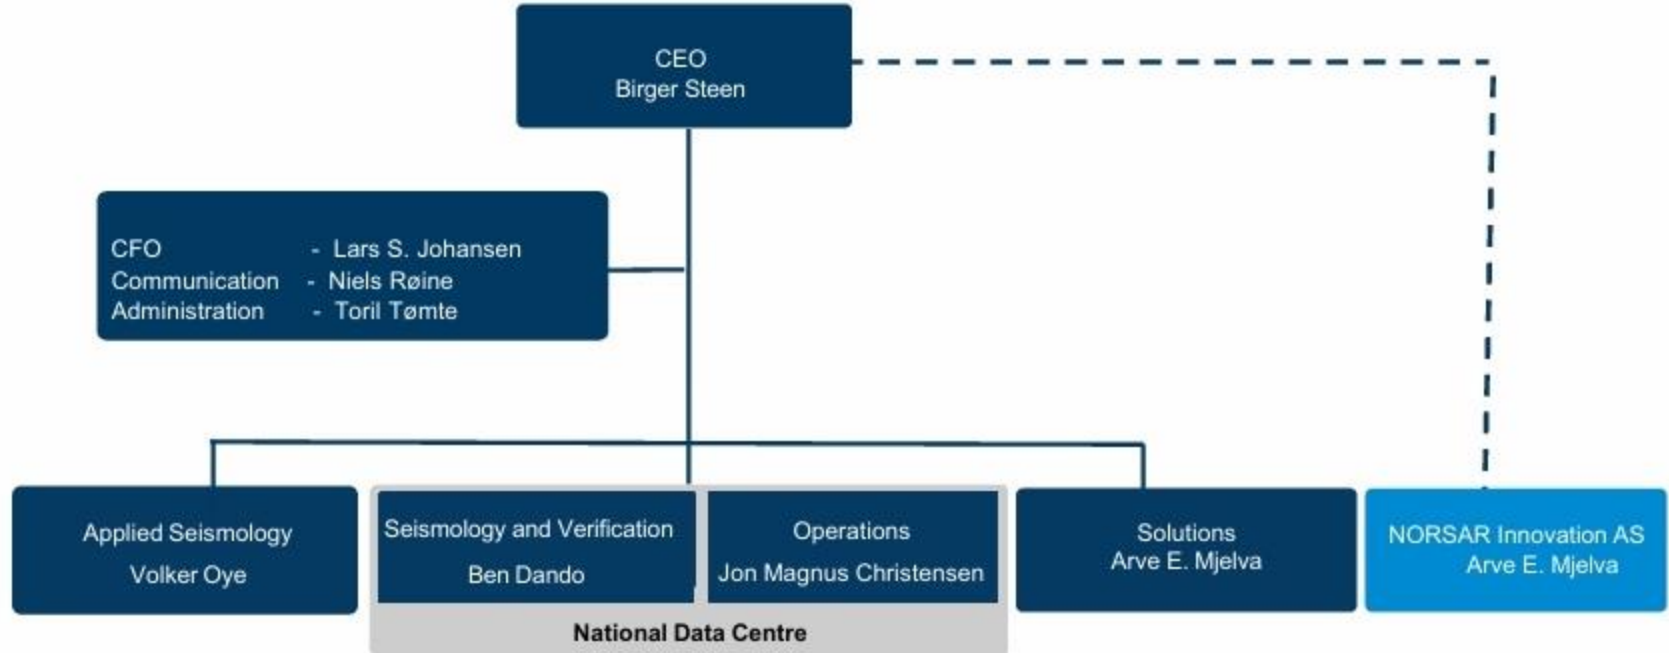 CEO
Birger Steen
CFO - Lars S. Johansen
Communication - Niels Røine
Administration - Toril Tømte
Applied Seismology
Volker Oye
Seismology and Verification
Ben Dando
Operations
Jon Magnus Christensen
National Data Centre
Solutions
Arve E. Mjelva
NORSAR Innovation AS
Arve E. Mjelva